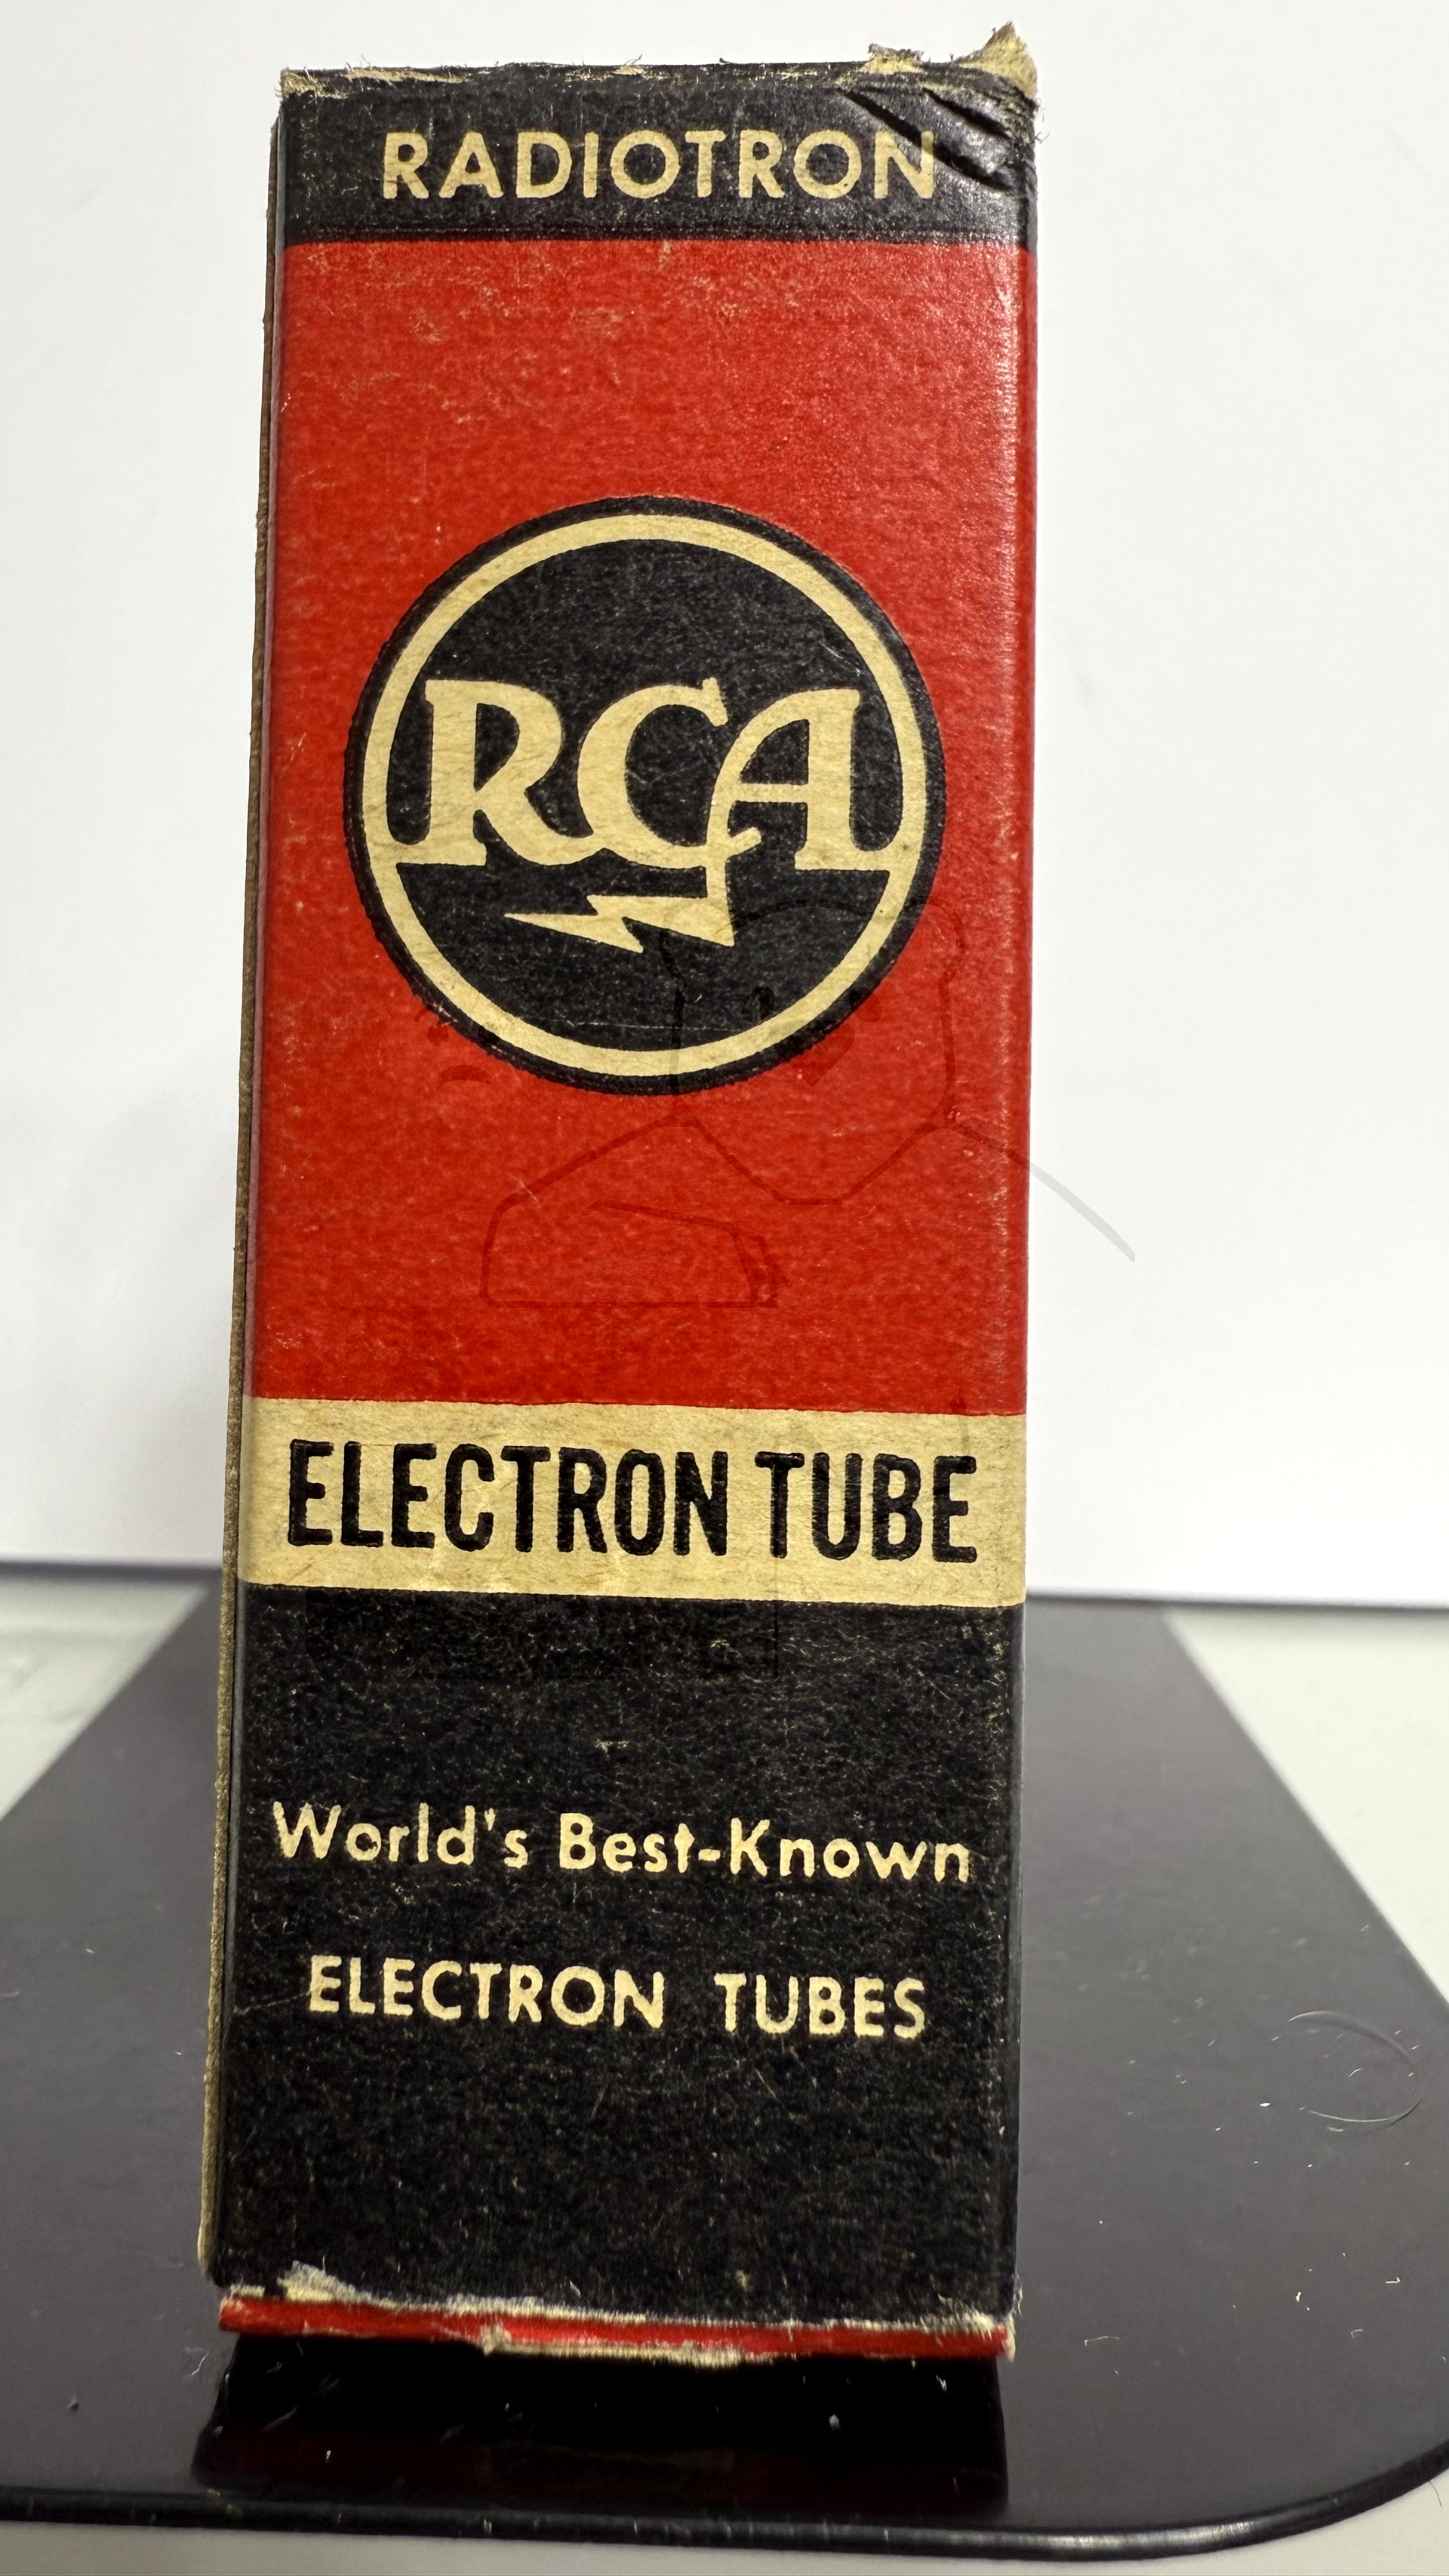 RADIOTRON
RCA
ELECTRON TUBE
World's Best-Known
ELECTRON TUBES